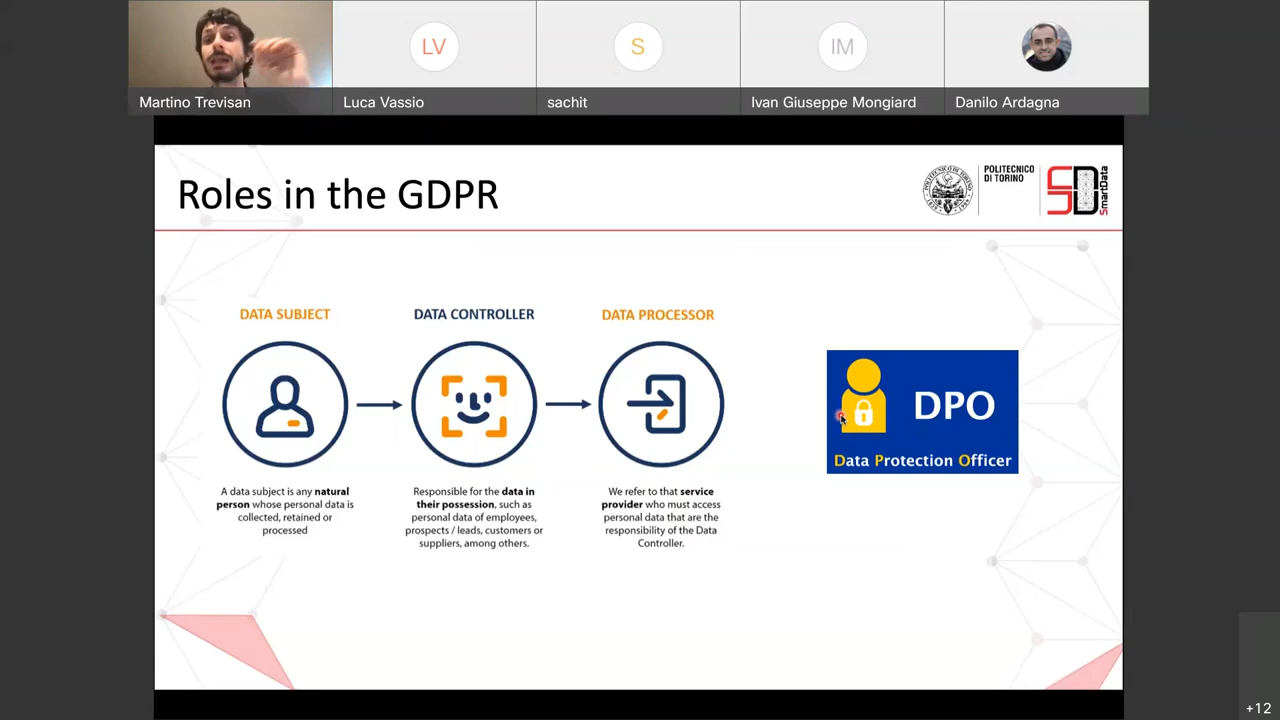 Martino Trevisan
LV
Luca Vassio
S
sachit
IM
Ivan Giuseppe Mongiard
Danilo Ardagna
Roles in the GDPR
POLITECNICO
DI TORINO
SmartData
DATA SUBJECT
A data subject is any natural
person whose personal data is
collected, retained or
processed
DATA CONTROLLER
Responsible for the data in
their possession, such as
personal data of employees,
prospects / leads, customers or
suppliers, among others.
DATA PROCESSOR
We refer to that service
provider who must access
personal data that are the
responsibility of the Data
Controller.
DPO
Data Protection Officer
+12